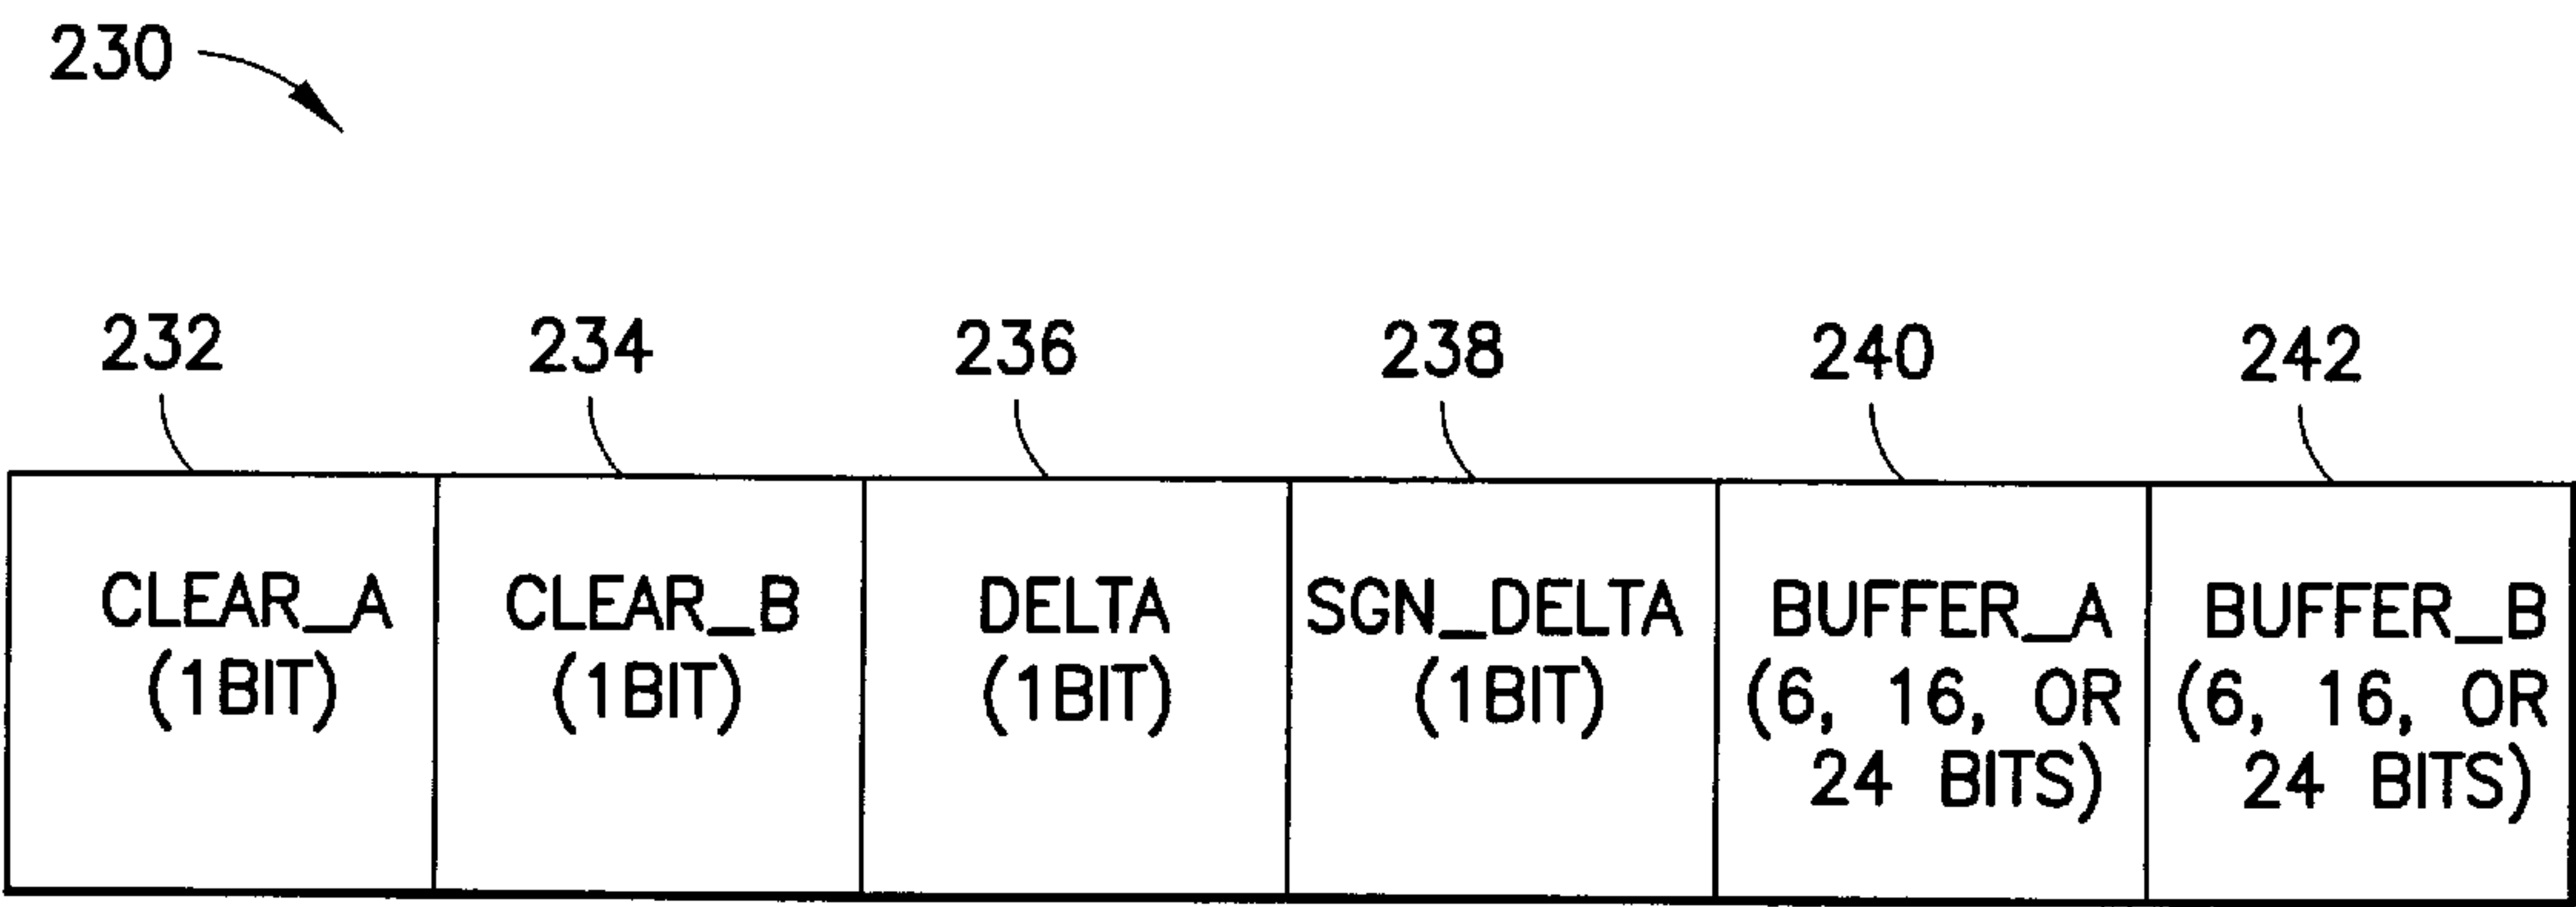 230
232 234 236 238 240 242
CLEAR_A CLEAR_B DELTA SGN_DELTA BUFFER_A BUFFER_B
(1BIT) (1BIT) (1BIT) (1BIT) (6, 16, OR (6, 16, OR
24 BITS) 24 BITS)